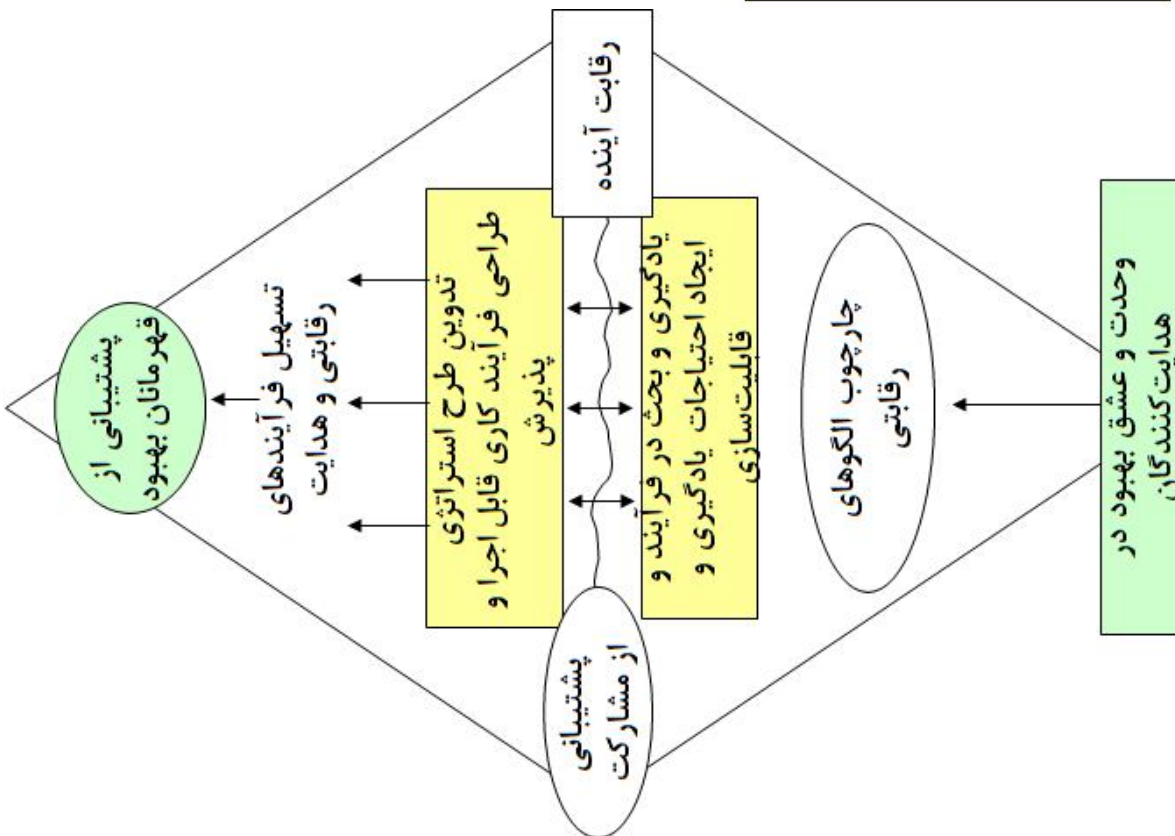 پشتیبانی از
قهرمانان بهبود
تسهیل فرآیندهای
رقابتی و هدایت
تدوین طرح استراتژی
طراحی فرآیند کاری قابل اجرا و
پذیرش
رقابت آینده
پشتیبانی
از مشارکت
یادگیری و بحث در فرآیند و
ایجاد احتیاجات یادگیری و
قابلیت‌سازی
چارچوب الگوهای
رقابتی
وحدت و عشق بهبود در
هدایت‌کنندگان